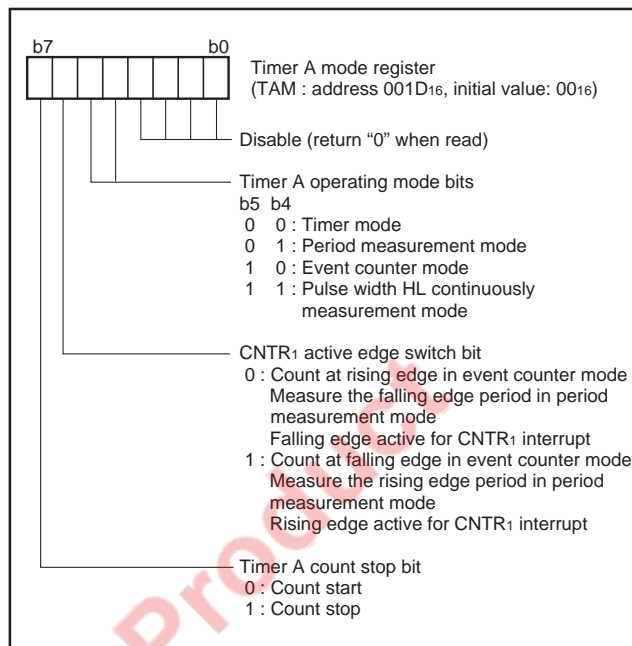 b7 b0
Timer A mode register
(TAM : address 001D16, initial value: 0016)
Disable (return “0” when read)
Timer A operating mode bits
b5 b4
0 0 : Timer mode
0 1 : Period measurement mode
1 0 : Event counter mode
1 1 : Pulse width HL continuously
measurement mode
CNTR1 active edge switch bit
0 : Count at rising edge in event counter mode
Measure the falling edge period in period
measurement mode
Falling edge active for CNTR1 interrupt
1 : Count at falling edge in event counter mode
Measure the rising edge period in period
measurement mode
Rising edge active for CNTR1 interrupt
Timer A count stop bit
0 : Count start
1 : Count stop
Product